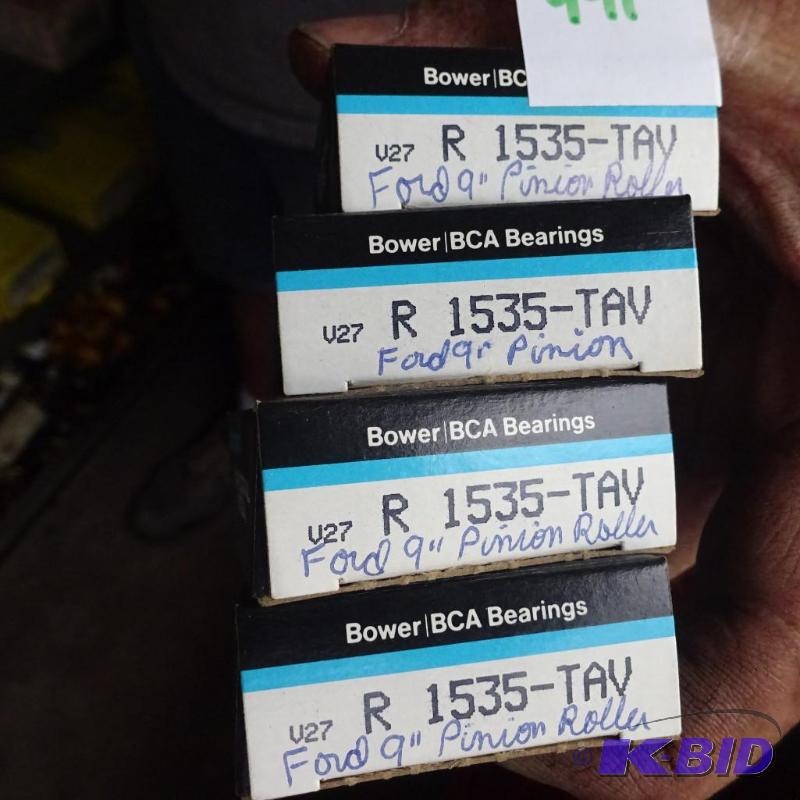 Bower|BC
V27 R 1535-TAV
Ford 9" Pinion Roller
Bower|BCA Bearings
V27 R 1535-TAV
Ford 9" Pinion
Bower|BCA Bearings
V27 R 1535-TAV
Ford 9" Pinion Roller
Bower|BCA Bearings
V27 R 1535-TAV
Ford 9" Pinion Roller
K-BID